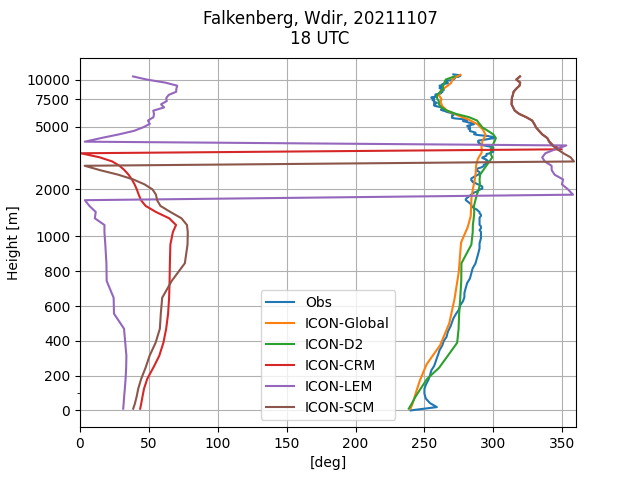 Falkenberg, Wdir, 20211107
18 UTC
Height [m]
10000
7500
5000
2000
1000
800
600
400
200
0
Obs
ICON-Global
ICON-D2
ICON-CRM
ICON-LEM
ICON-SCM
0 50 100 150 200 250 300 350
[deg]